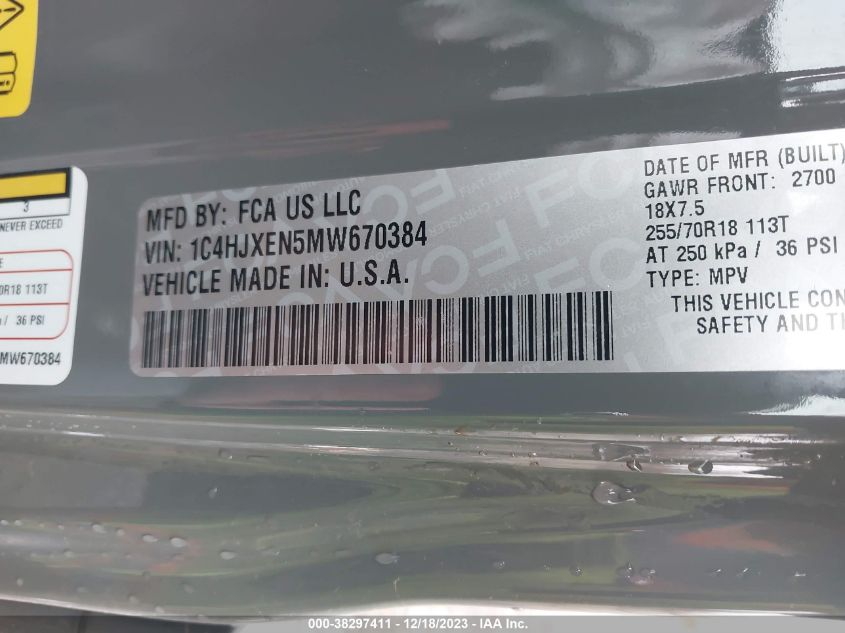 3
NEVER EXCEED
70R18 113T
/ 36 PSI
MW670384
MFD BY: FCA US LLC
VIN: 1C4HJXEN5MW670384
VEHICLE MADE IN: U.S.A.
DATE OF MFR (BUILT)
GAWR FRONT: 2700
18X7.5
255/70R18 113T
AT 250 kPa / 36 PSI
TYPE: MPV
THIS VEHICLE CON
SAFETY AND TH
000-38297411 - 12/18/2023 - IAA Inc.